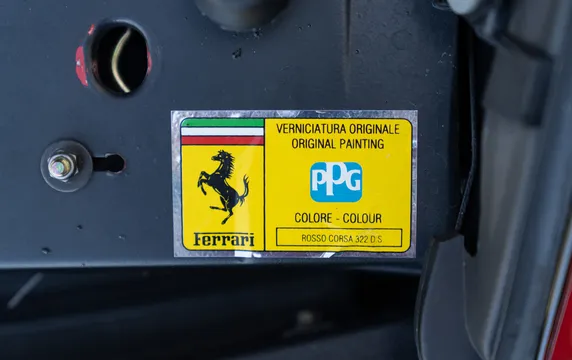 VERNICIATURA ORIGINALE
ORIGINAL PAINTING
PPG
COLORE - COLOUR
ROSSO CORSA 322 D.S
Ferrari